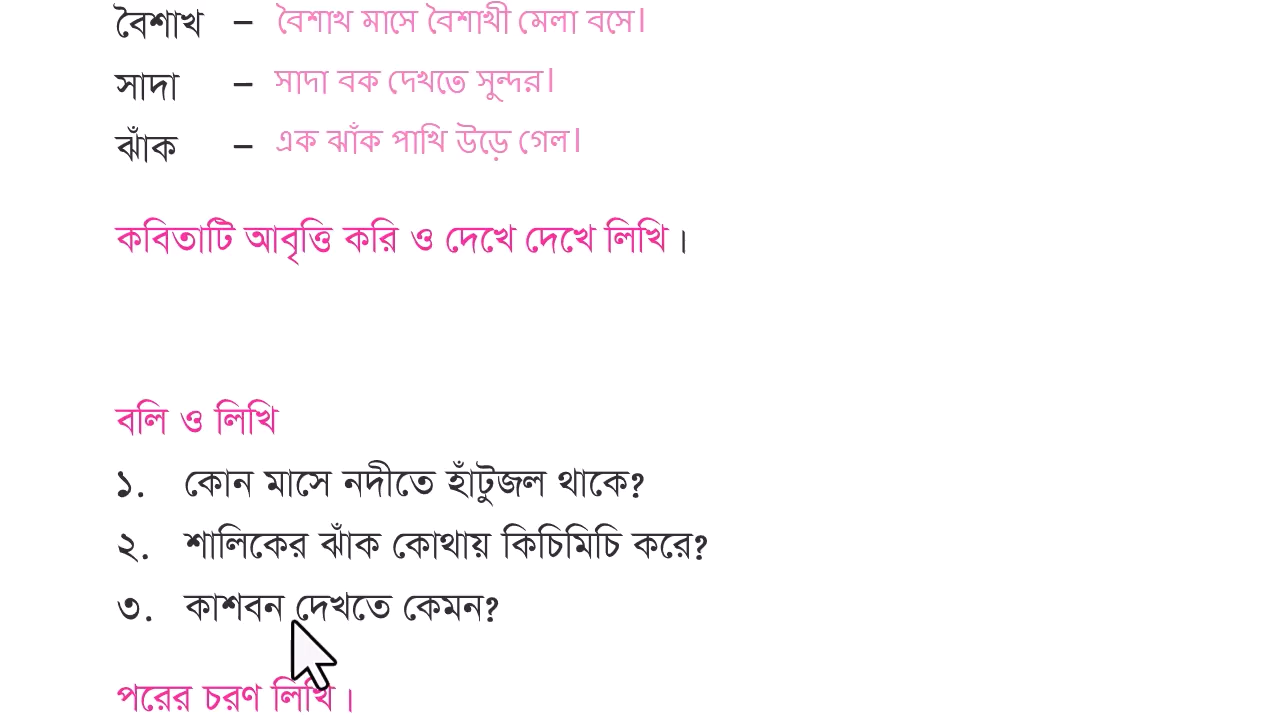 বৈশাখ – বৈশাখ মাসে বৈশাখী মেলা বসে।
সাদা – সাদা বক দেখতে সুন্দর।
ঝাঁক – এক ঝাঁক পাখি উড়ে গেল।
কবিতাটি আবৃত্তি করি ও দেখে দেখে লিখি।
বলি ও লিখি
১. কোন মাসে নদীতে হাঁটুজল থাকে?
২. শালিকের ঝাঁক কোথায় কিচিমিচি করে?
৩. কাশবন দেখতে কেমন?
পরের চরণ লিখি।